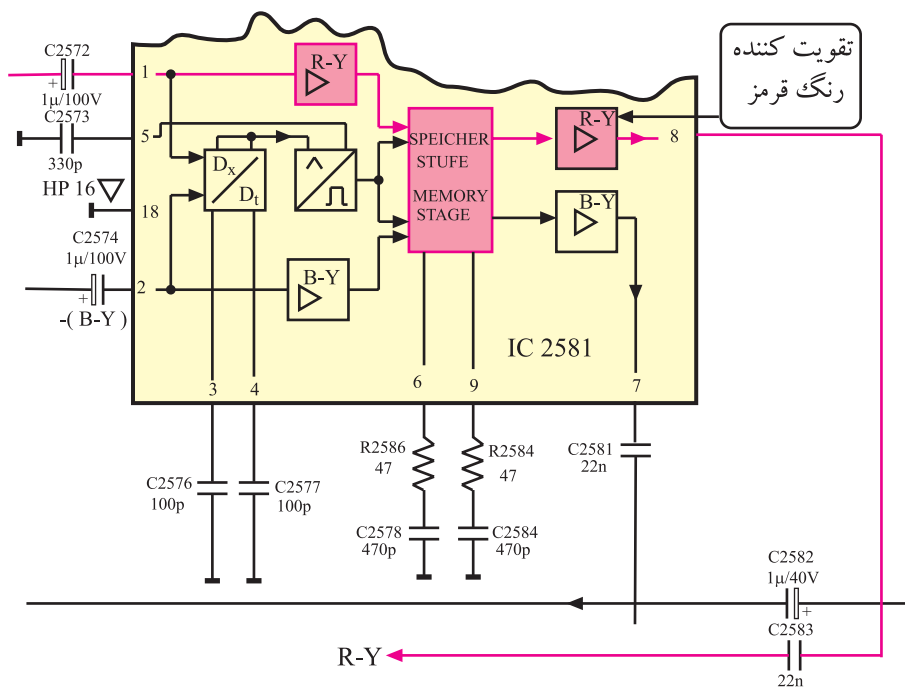 C2572
1µ/100V
C2573
330p
HP 16
C2574
1µ/100V
-( B-Y )
1
5
18
2
R-Y
Dx
Dt
B-Y
SPEICHER
STUFE
MEMORY
STAGE
R-Y
8
B-Y
تقویت کننده
رنگ قرمز
IC 2581
3
4
6
9
7
C2576
100p
C2577
100p
R2586
47
R2584
47
C2578
470p
C2584
470p
C2581
22n
C2582
1µ/40V
C2583
22n
R-Y